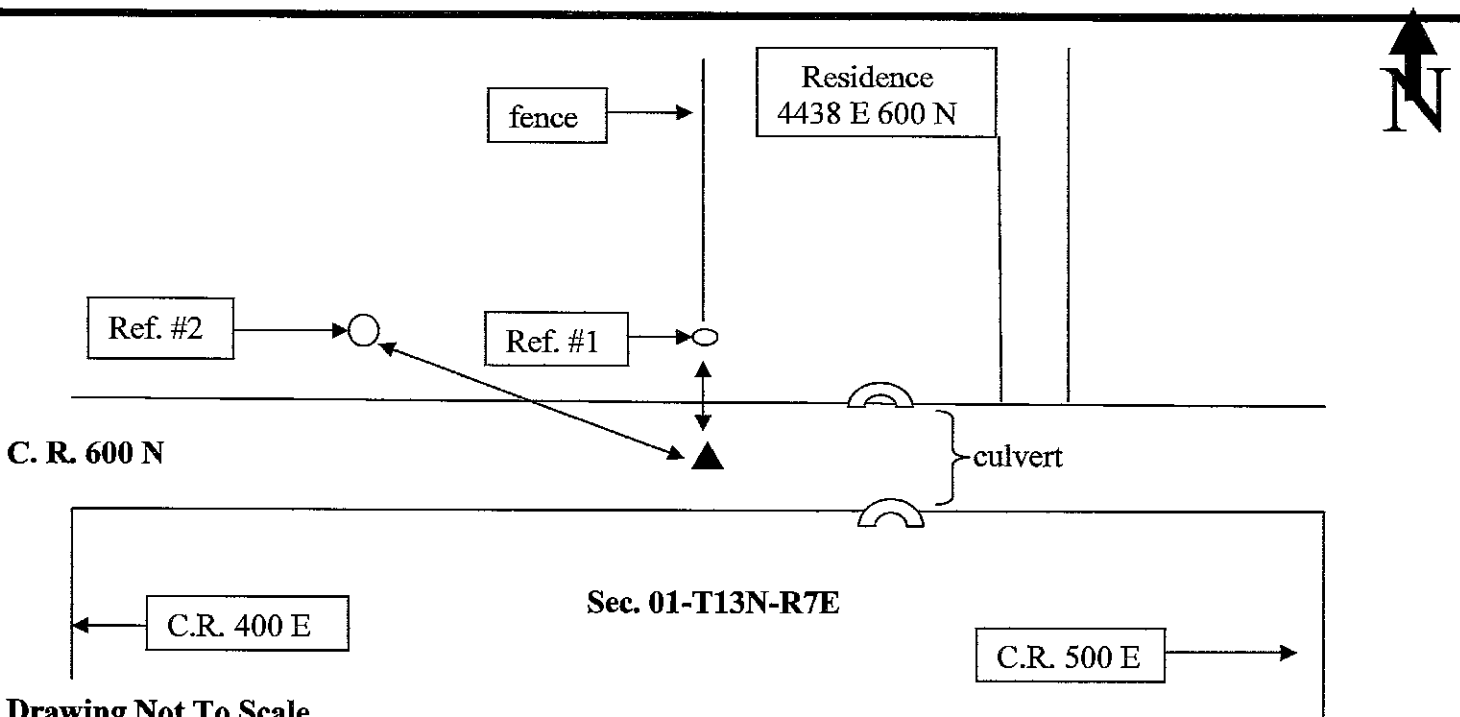 Residence
4438 E 600 N
N
fence
Ref. #2
Ref. #1
C. R. 600 N
culvert
Sec. 01-T13N-R7E
C.R. 400 E
C.R. 500 E
Drawing Not To Scale